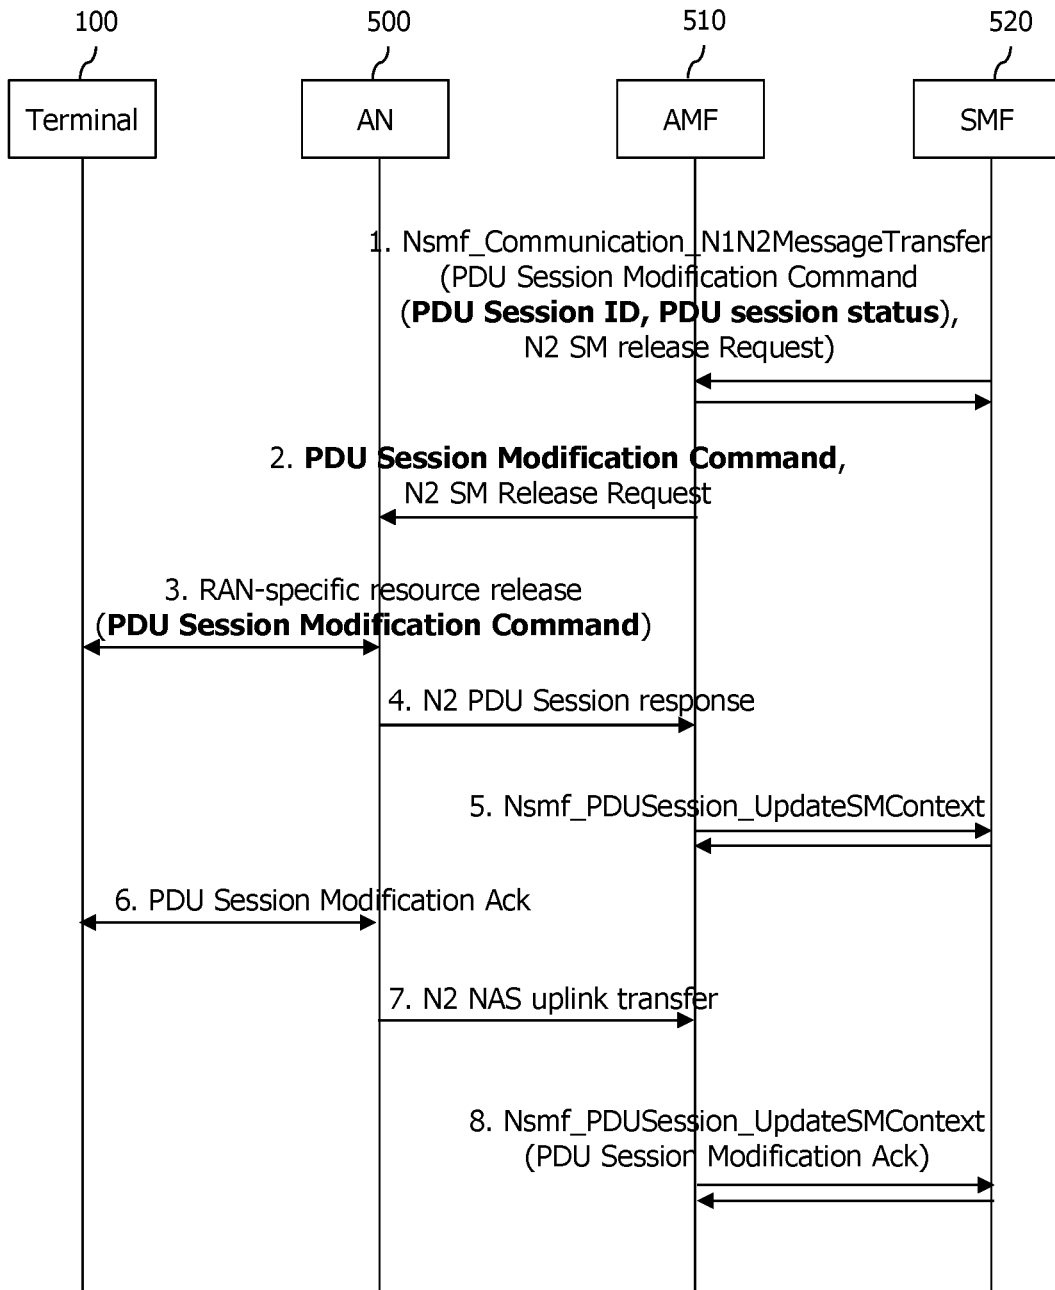 100 500 510 520
Terminal AN AMF SMF
1. Nsmf_Communication_N1N2MessageTransfer
(PDU Session Modification Command
(PDU Session ID, PDU session status),
N2 SM release Request)
2. PDU Session Modification Command,
N2 SM Release Request
3. RAN-specific resource release
(PDU Session Modification Command)
4. N2 PDU Session response
5. Nsmf_PDUSession_UpdateSMContext
6. PDU Session Modification Ack
7. N2 NAS uplink transfer
8. Nsmf_PDUSession_UpdateSMContext
(PDU Session Modification Ack)